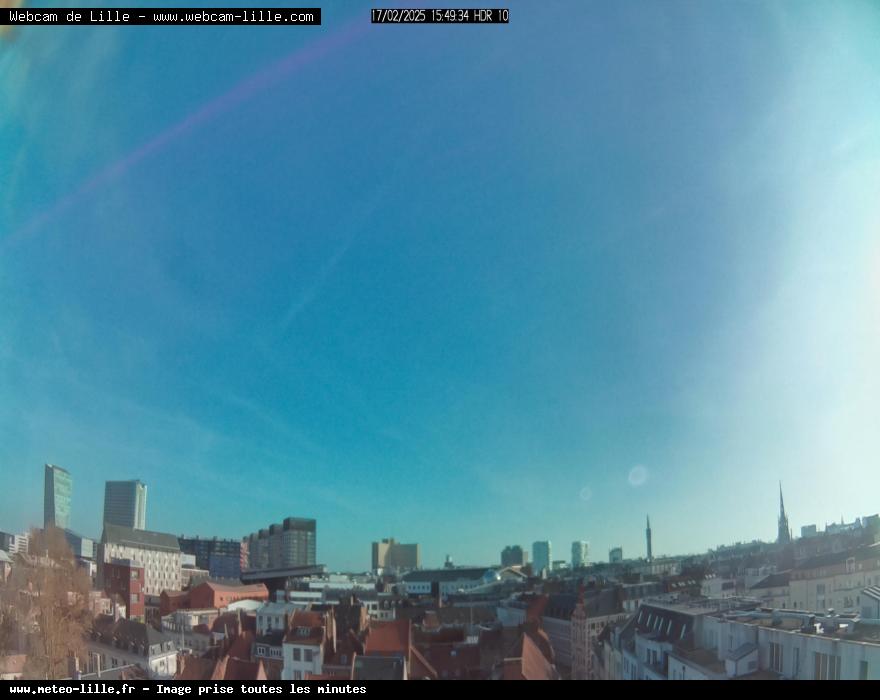 Webcam de Lille - www.webcam-lille.com
17/02/2025 15:49:34 HDR 10
www.meteo-lille.fr - Image prise toutes les minutes